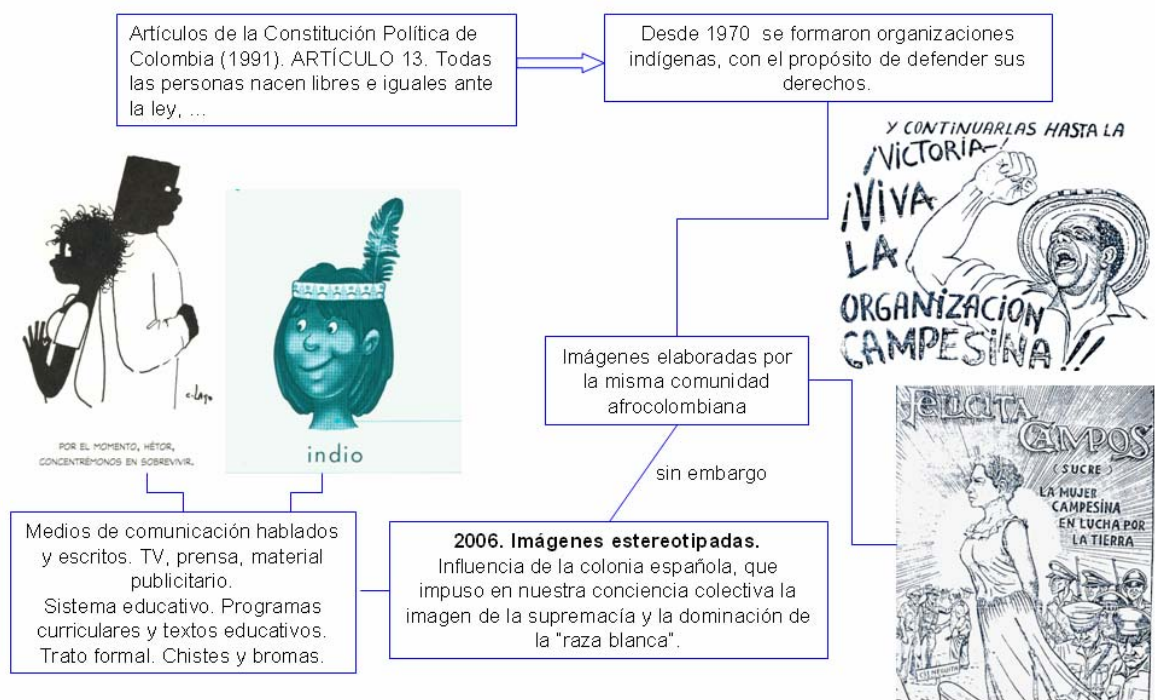 Artículos de la Constitución Política de
Colombia (1991). ARTÍCULO 13. Todas
las personas nacen libres e iguales ante
la ley, ...
Desde 1970 se formaron organizaciones
indígenas, con el propósito de defender sus
derechos.
Y CONTINUARLAS HASTA LA
¡VICTORIA-!
¡VIVA
LA
ORGANIZACION
CAMPESINA!!
C. LAGO
POR EL MOMENTO, HÉTOR,
CONCENTRÉMONOS EN SOBREVIVIR.
indio
Imágenes elaboradas por
la misma comunidad
afrocolombiana
FELICITA
CAMPOS
(SUCRE)
LA MUJER
CAMPESINA
EN LUCHA POR
LA TIERRA
sin embargo
Medios de comunicación hablados
y escritos. TV, prensa, material
publicitario.
Sistema educativo. Programas
curriculares y textos educativos.
Trato formal. Chistes y bromas.
2006. Imágenes estereotipadas.
Influencia de la colonia española, que
impuso en nuestra conciencia colectiva la
imagen de la supremacía y la dominación de
la "raza blanca".